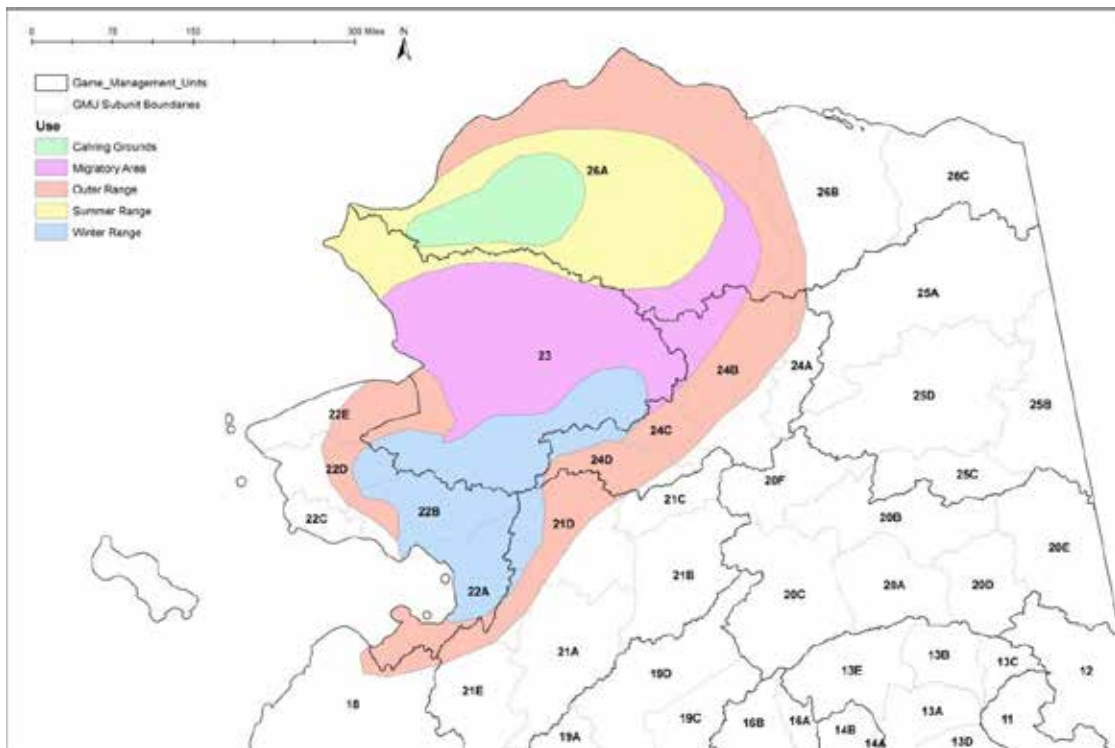 0 75 150 300 Miles
N
Game_Management_Units
GMU Subunit Boundaries
Use
Calving Grounds
Migratory Area
Outer Range
Summer Range
Winter Range
26A
26B
26C
25A
23
24B
24A
25D
25B
22E
24C
22D
24D
25C
20F
21C
22B
21D
22C
20B
20E
21B
22A
20C
20A
20D
21A
19D
13E
13B
13C
12
21E
18
19C
16B
16A
14B
13A
11
19A
14A
13D